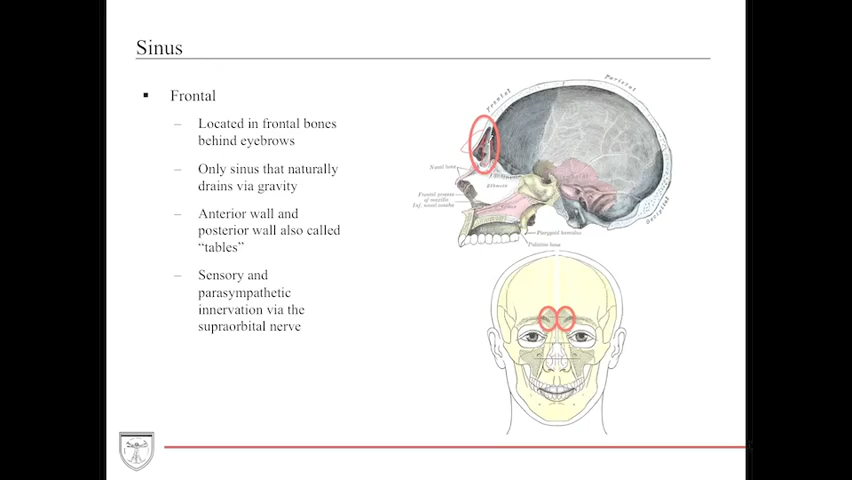 Sinus
▪ Frontal
– Located in frontal bones
behind eyebrows
– Only sinus that naturally
drains via gravity
– Anterior wall and
posterior wall also called
“tables”
– Sensory and
parasympathetic
innervation via the
supraorbital nerve
Frontal
Parietal
Occipital
Nasal bone
Ethmoid
Frontal process
of maxilla
Inf. nasal concha
Pterygoid hamulus
Palatine bone